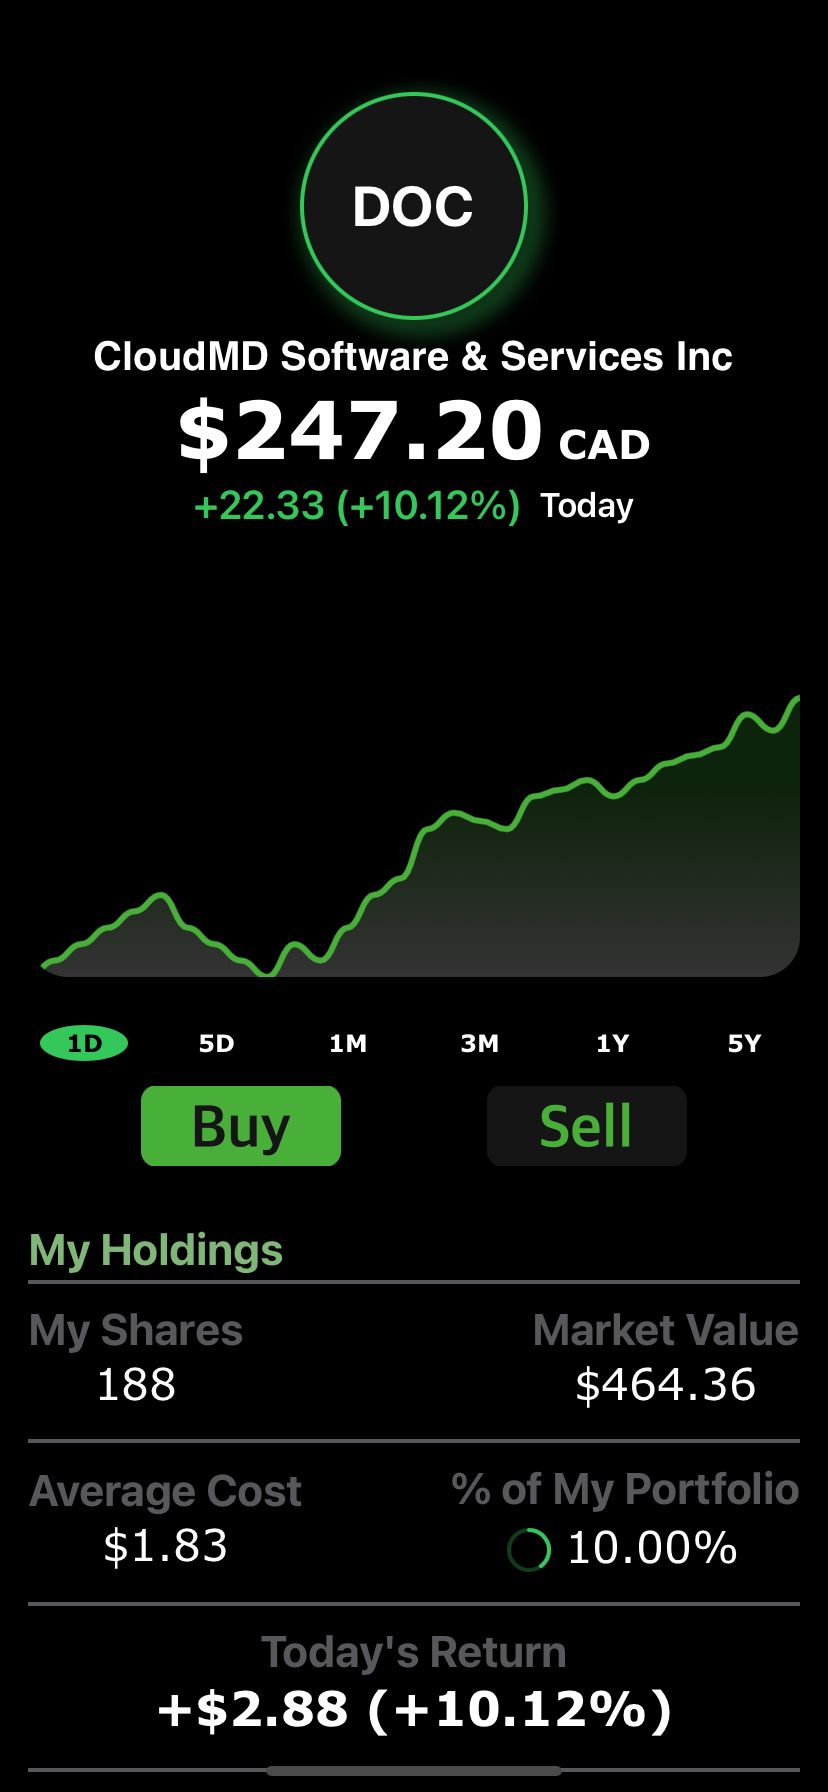 DOC
CloudMD Software & Services Inc
$247.20 CAD
+22.33 (+10.12%) Today
1D 5D 1M 3M 1Y 5Y
Buy Sell
My Holdings
My Shares Market Value
188 $464.36
Average Cost % of My Portfolio
$1.83 10.00%
Today's Return
+$2.88 (+10.12%)